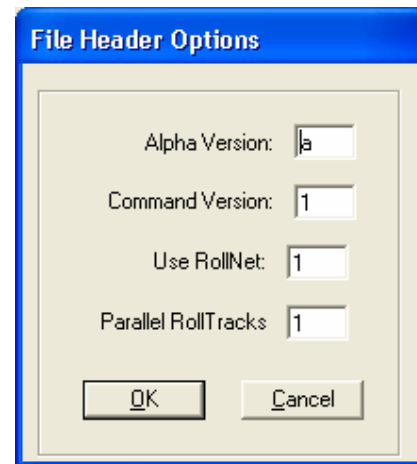 File Header Options
Alpha Version: a
Command Version: 1
Use RollNet: 1
Parallel RollTracks 1
OK Cancel